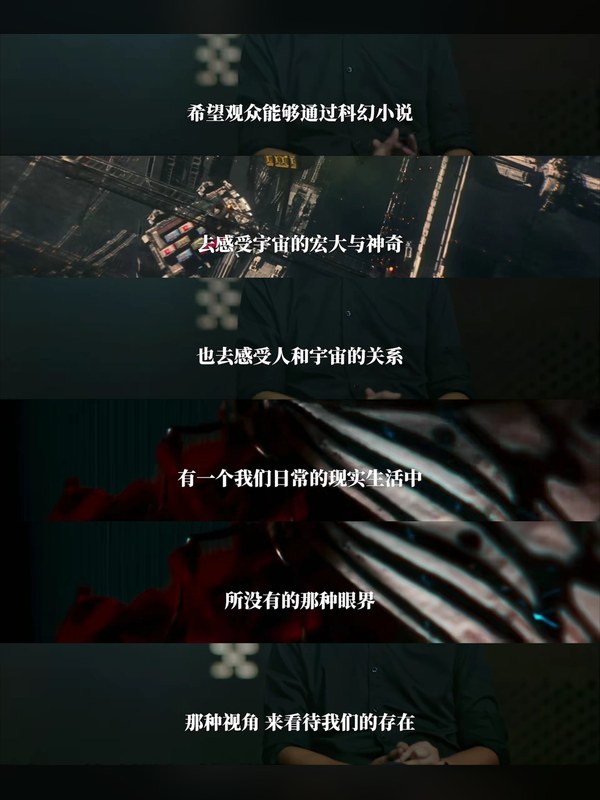 希望观众能够通过科幻小说
去感受宇宙的宏大与神奇
也去感受人和宇宙的关系
有一个我们日常的现实生活中
所没有的那种眼界
那种视角 来看待我们的存在